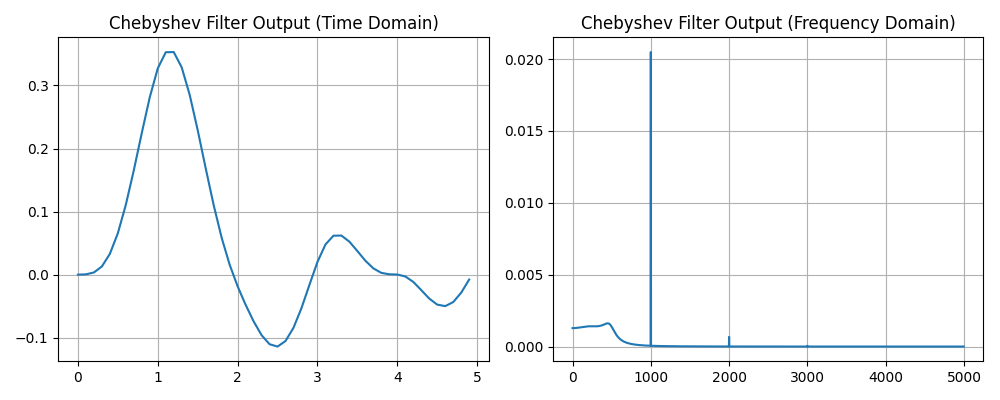 Chebyshev Filter Output (Time Domain)
0.3
0.2
0.1
0.0
−0.1
0 1 2 3 4 5
Chebyshev Filter Output (Frequency Domain)
0.020
0.015
0.010
0.005
0.000
0 1000 2000 3000 4000 5000